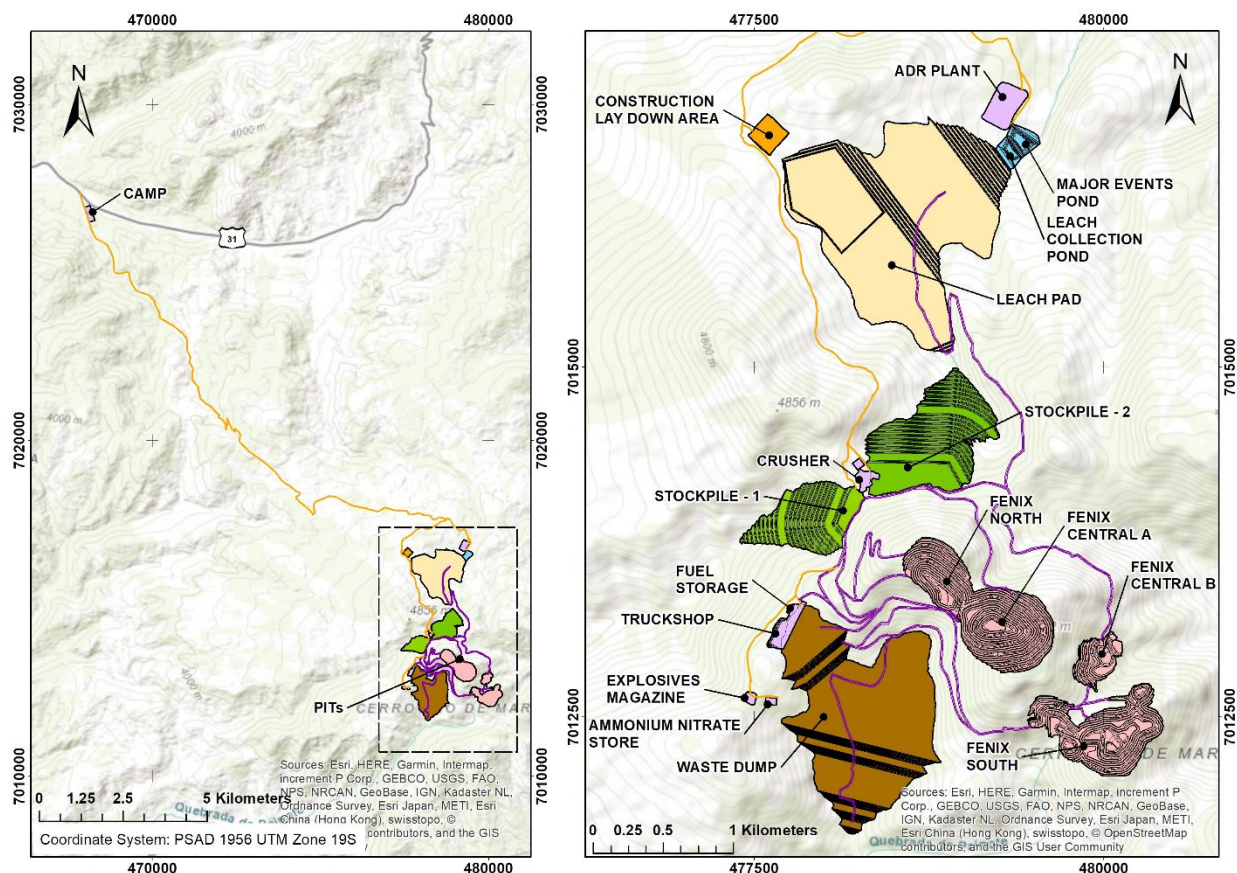 470000
480000
N
7030000
4000 m
CAMP
31
4000 m
7020000
4856 m
PITs
7010000
Sources: Esri, HERE, Garmin, Intermap,
increment P Corp., GEBCO, USGS, FAO,
NPS, NRCAN, GeoBase, IGN, Kadaster NL,
Ordnance Survey, Esri Japan, METI, Esri
China (Hong Kong), swisstopo, ©
contributors, and the GIS
0 1.25 2.5 5 Kilometers
Quebrada de
Coordinate System: PSAD 1956 UTM Zone 19S
470000
480000
477500
480000
N
ADR PLANT
CONSTRUCTION
LAY DOWN AREA
MAJOR EVENTS
POND
LEACH
COLLECTION
POND
LEACH PAD
4800 m
7015000
7015000
4856 m
STOCKPILE - 2
CRUSHER
STOCKPILE - 1
FENIX
NORTH
FENIX
CENTRAL A
FENIX
CENTRAL B
FUEL
STORAGE
TRUCKSHOP
EXPLOSIVES
MAGAZINE
AMMONIUM NITRATE
STORE
WASTE DUMP
FENIX
SOUTH
DE MAR
7012500
7012500
Sources: Esri, HERE, Garmin, Intermap, increment P
Corp., GEBCO, USGS, FAO, NPS, NRCAN, GeoBase,
IGN, Kadaster NL, Ordnance Survey, Esri Japan, METI,
Esri China (Hong Kong), swisstopo, © OpenStreetMap
contributors, and the GIS User Community
0 0.25 0.5 1 Kilometers
477500
480000